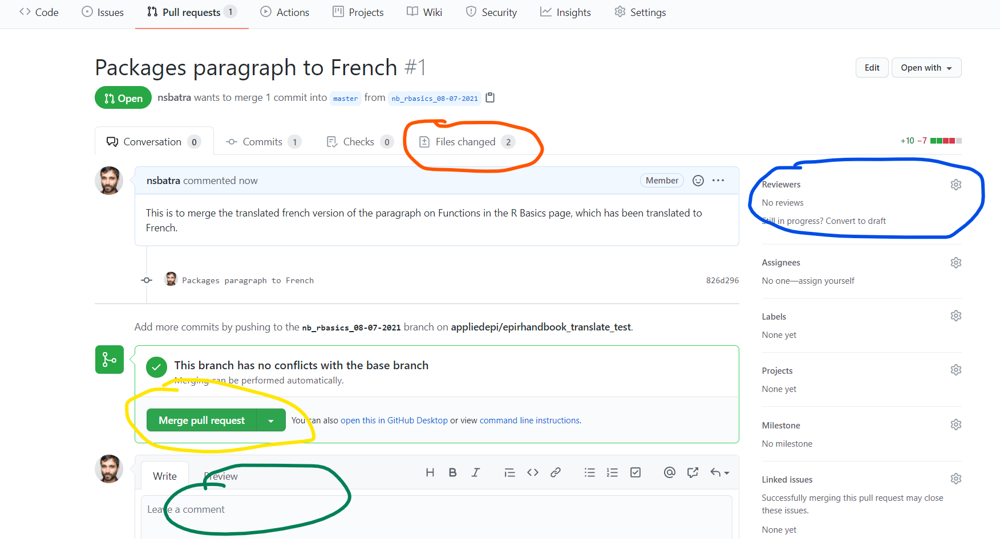 Code Issues Pull requests 1 Actions Projects Wiki Security Insights Settings
Packages paragraph to French #1
Edit Open with
Open nsbatra wants to merge 1 commit into master from nb_rbasics_08-07-2021
Conversation 0 Commits 1 Checks 0 Files changed 2 +10 −7
nsbatra commented now Member
This is to merge the translated french version of the paragraph on Functions in the R Basics page, which has been translated to
French.
Packages paragraph to French 826d296
Add more commits by pushing to the nb_rbasics_08-07-2021 branch on appliedepi/epirhandbook_translate_test.
This branch has no conflicts with the base branch
Merging can be performed automatically.
Merge pull request You can also open this in GitHub Desktop or view command line instructions.
Write Preview H B I @
Leave a comment
Reviewers
No reviews
Still in progress? Convert to draft
Assignees
No one—assign yourself
Labels
None yet
Projects
None yet
Milestone
No milestone
Linked issues
Successfully merging this pull request may close
these issues.
None yet